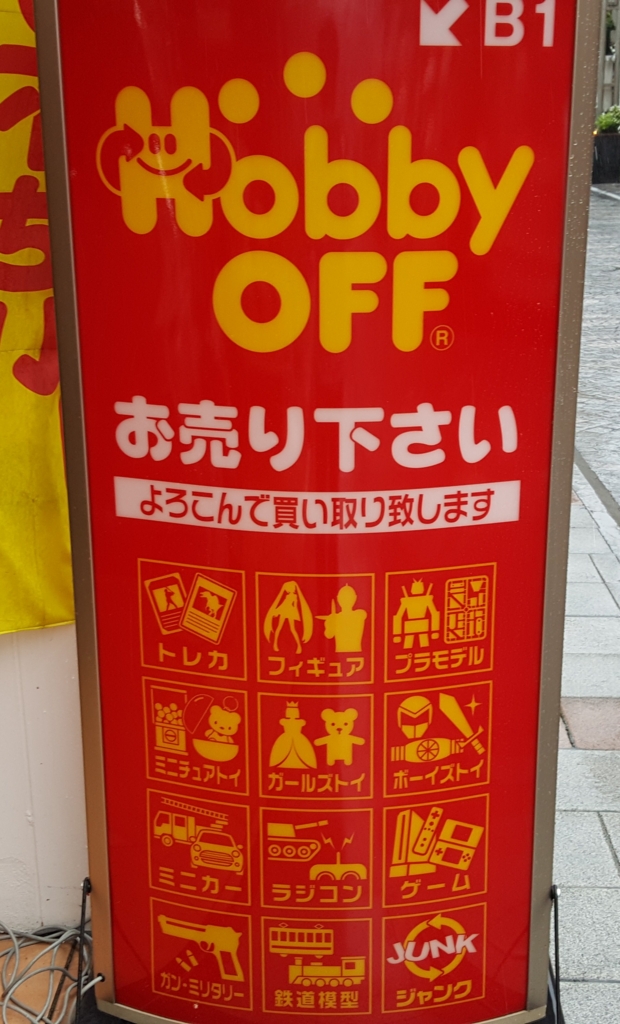 B1
Hobby
OFF®
お売り下さい
よろこんで買い取り致します
トレカ
フィギュア
プラモデル
ミニチュアトイ
ガールズトイ
ボーイズトイ
ミニカー
ラジコン
ゲーム
ガン・ミリタリー
鉄道模型
JUNK
ジャンク